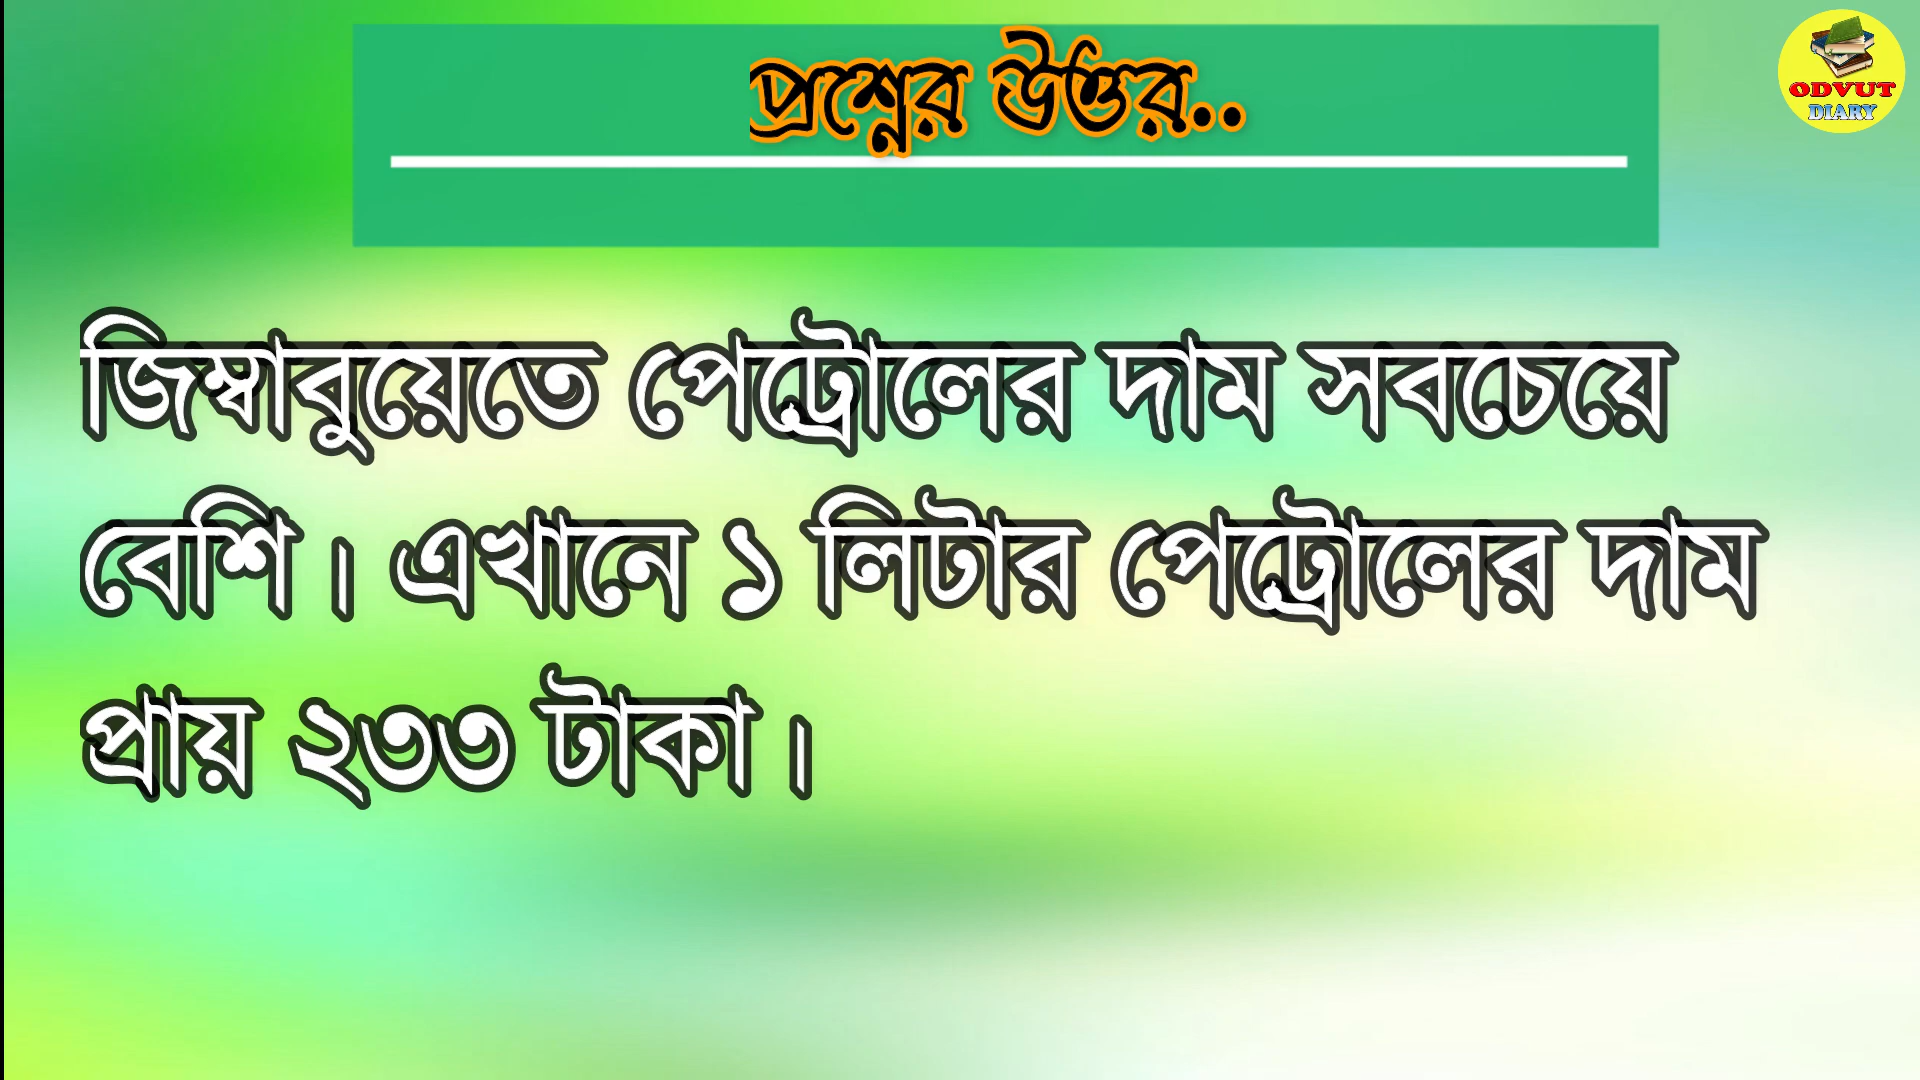 প্রশ্নের উত্তর..
ODVUT
DIARY
জিম্বাবুয়েতে পেট্রোলের দাম সবচেয়ে
বেশি। এখানে ১ লিটার পেট্রোলের দাম
প্রায় ২৩৩ টাকা।